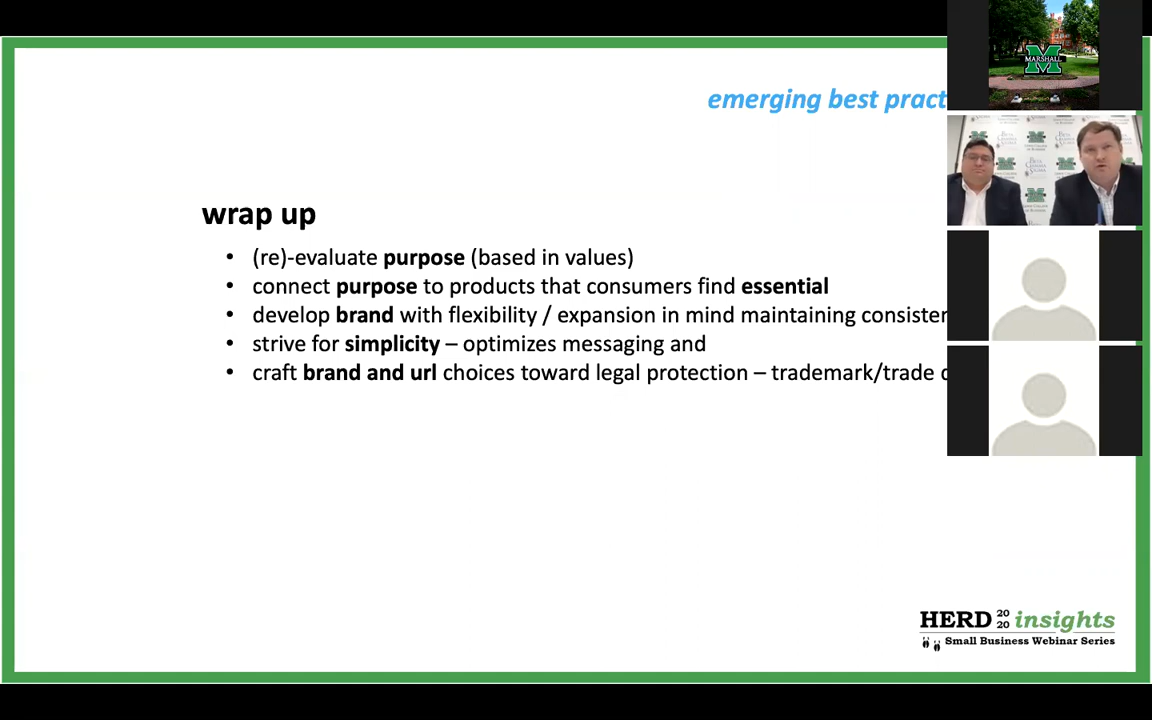 emerging best pract
MARSHALL
wrap up
• (re)-evaluate purpose (based in values)
• connect purpose to products that consumers find essential
• develop brand with flexibility / expansion in mind maintaining consisten
• strive for simplicity – optimizes messaging and
• craft brand and url choices toward legal protection – trademark/trade
HERD 20 20 insights
Small Business Webinar Series